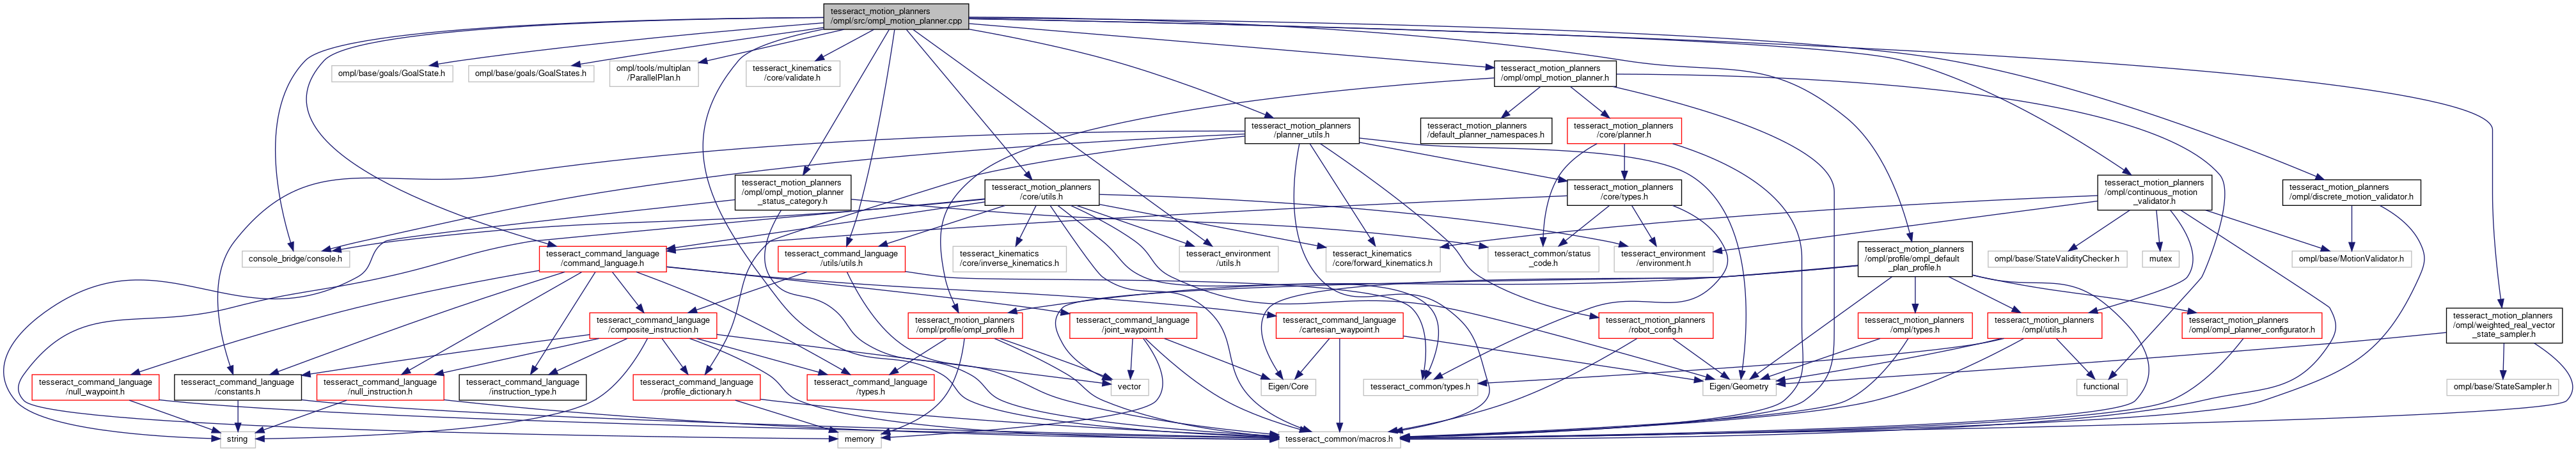 tesseract_motion_planners
/ompl/src/ompl_motion_planner.cpp
ompl/base/goals/GoalState.h
ompl/base/goals/GoalStates.h
ompl/tools/multiplan
/ParallelPlan.h
tesseract_kinematics
/core/validate.h
tesseract_motion_planners
/ompl/ompl_motion_planner.h
tesseract_motion_planners
/planner_utils.h
tesseract_motion_planners
/default_planner_namespaces.h
tesseract_motion_planners
/core/planner.h
tesseract_motion_planners
/ompl/ompl_motion_planner
_status_category.h
tesseract_motion_planners
/core/utils.h
tesseract_motion_planners
/core/types.h
tesseract_motion_planners
/ompl/continuous_motion
_validator.h
tesseract_motion_planners
/ompl/discrete_motion_validator.h
console_bridge/console.h
tesseract_command_language
/command_language.h
tesseract_command_language
/utils/utils.h
tesseract_kinematics
/core/inverse_kinematics.h
tesseract_environment
/utils.h
tesseract_kinematics
/core/forward_kinematics.h
tesseract_common/status
_code.h
tesseract_environment
/environment.h
tesseract_motion_planners
/ompl/profile/ompl_default
_plan_profile.h
ompl/base/StateValidityChecker.h
mutex
ompl/base/MotionValidator.h
tesseract_command_language
/composite_instruction.h
tesseract_motion_planners
/ompl/profile/ompl_profile.h
tesseract_command_language
/joint_waypoint.h
tesseract_command_language
/cartesian_waypoint.h
tesseract_motion_planners
/robot_config.h
tesseract_motion_planners
/ompl/types.h
tesseract_motion_planners
/ompl/utils.h
tesseract_motion_planners
/ompl/ompl_planner_configurator.h
tesseract_motion_planners
/ompl/weighted_real_vector
_state_sampler.h
tesseract_command_language
/null_waypoint.h
tesseract_command_language
/constants.h
tesseract_command_language
/null_instruction.h
tesseract_command_language
/instruction_type.h
tesseract_command_language
/profile_dictionary.h
tesseract_command_language
/types.h
vector
Eigen/Core
tesseract_common/types.h
Eigen/Geometry
functional
ompl/base/StateSampler.h
string
memory
tesseract_common/macros.h